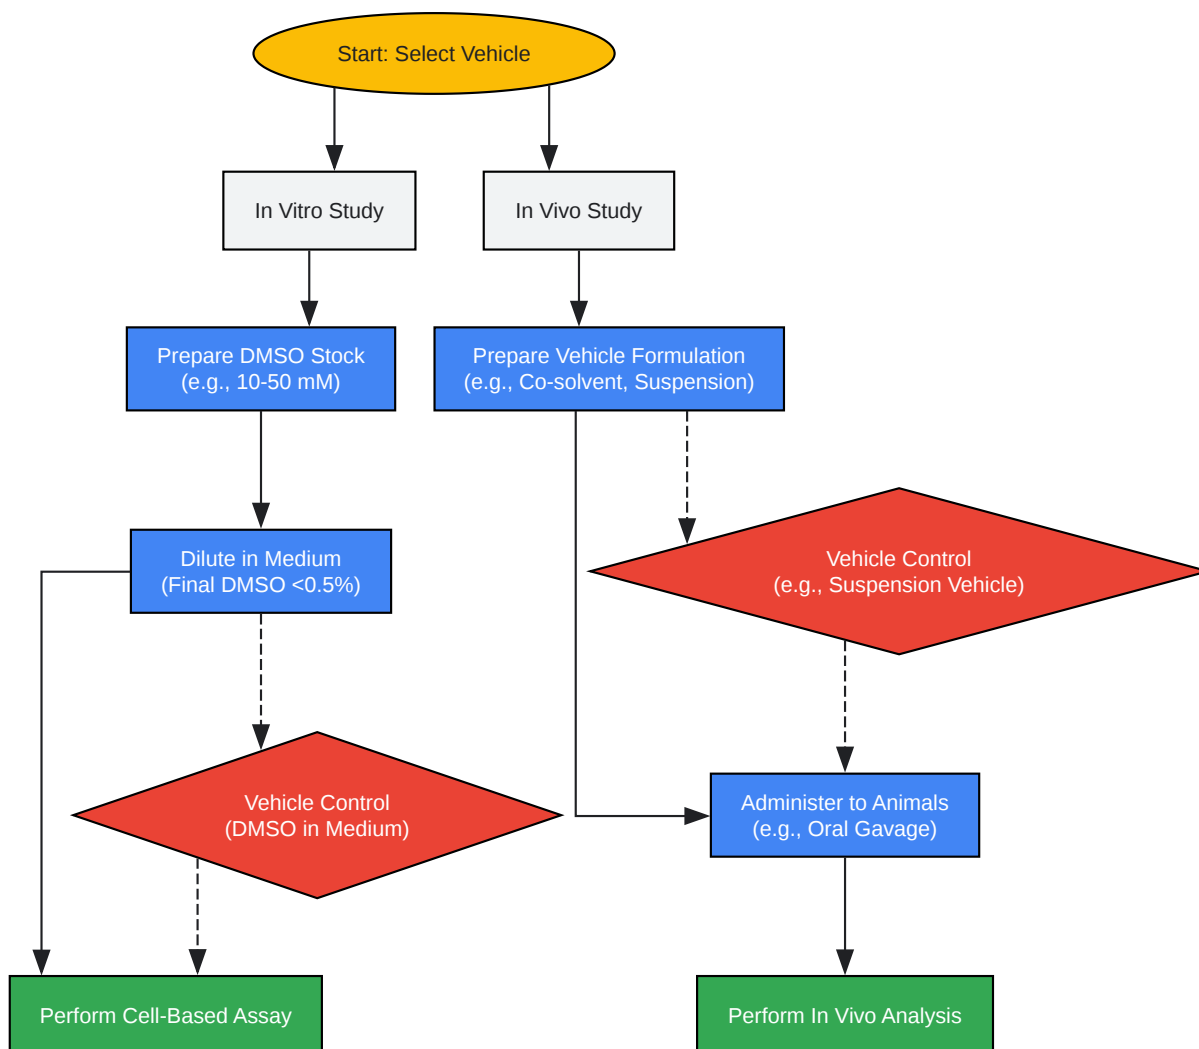 Start: Select Vehicle
In Vitro Study
In Vivo Study
Prepare DMSO Stock
(e.g., 10-50 mM)
Prepare Vehicle Formulation
(e.g., Co-solvent, Suspension)
Dilute in Medium
(Final DMSO <0.5%)
Vehicle Control
(e.g., Suspension Vehicle)
Vehicle Control
(DMSO in Medium)
Administer to Animals
(e.g., Oral Gavage)
Perform Cell-Based Assay
Perform In Vivo Analysis